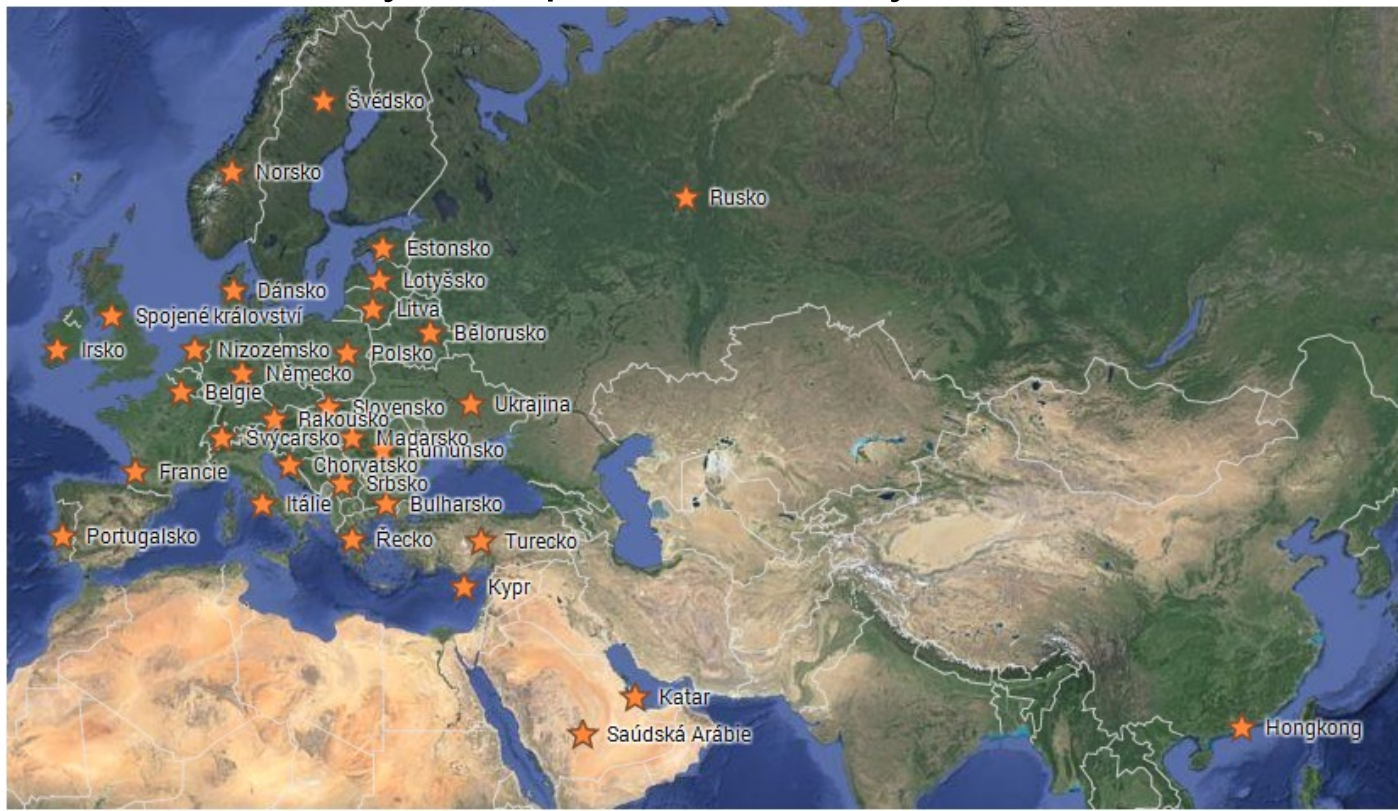 Švédsko
Norsko
Rusko
Estonsko
Lotyšsko
Dánsko
Litva
Spojené království
Bělorusko
Irsko
Nizozemsko
Polsko
Německo
Belgie
Ukrajina
Slovensko
Rakousko
Švýcarsko
Maďarsko
Rumunsko
Chorvatsko
Francie
Srbsko
Itálie
Bulharsko
Portugalsko
Řecko
Turecko
Kypr
Katar
Hongkong
Saúdská Arábie